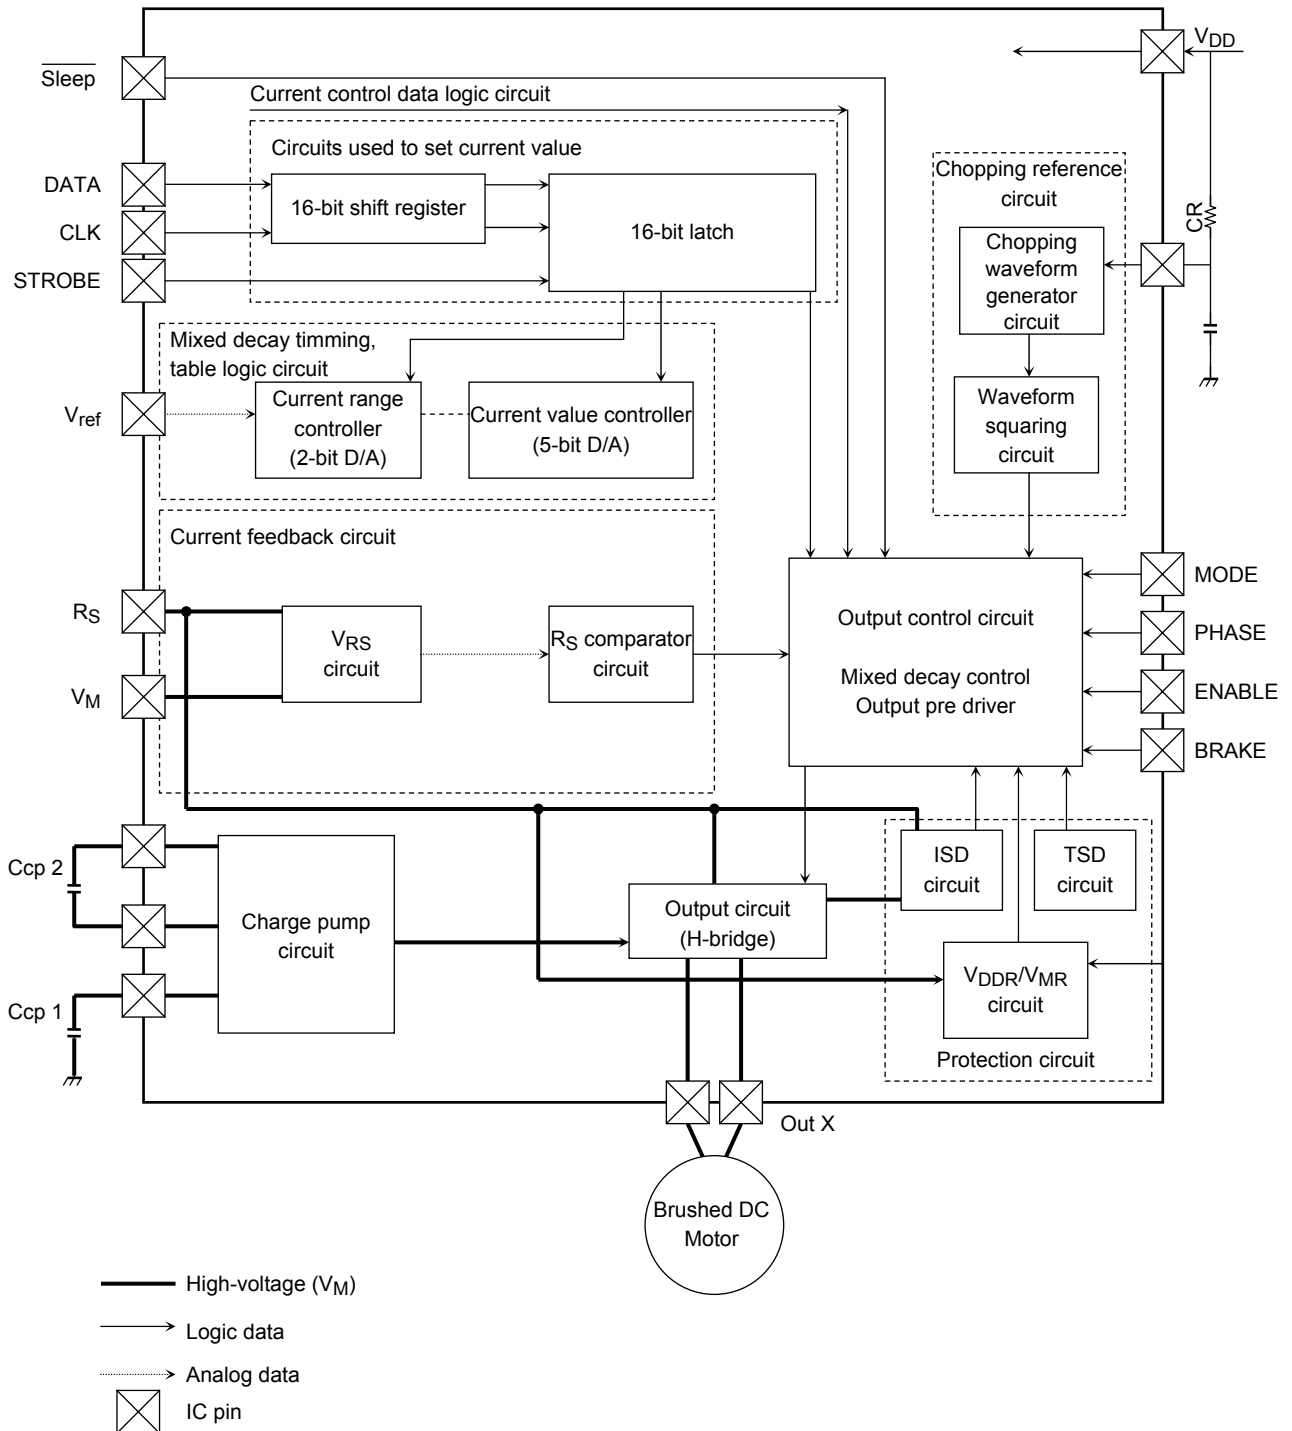 VDD
Sleep
Current control data logic circuit
Circuits used to set current value
DATA
16-bit shift register
CLK
16-bit latch
STROBE
Chopping reference
circuit
CR
Chopping
waveform
generator
circuit
Mixed decay timming,
table logic circuit
Vref
Current range
controller
(2-bit D/A)
Current value controller
(5-bit D/A)
Waveform
squaring
circuit
Current feedback circuit
RS
VRS
circuit
RS comparator
circuit
VM
Output control circuit
Mixed decay control
Output pre driver
MODE
PHASE
ENABLE
BRAKE
Ccp 2
Charge pump
circuit
Ccp 1
Output circuit
(H-bridge)
ISD
circuit
TSD
circuit
VDDR/VMR
circuit
Protection circuit
Out X
Brushed DC
Motor
High-voltage (VM)
Logic data
Analog data
IC pin